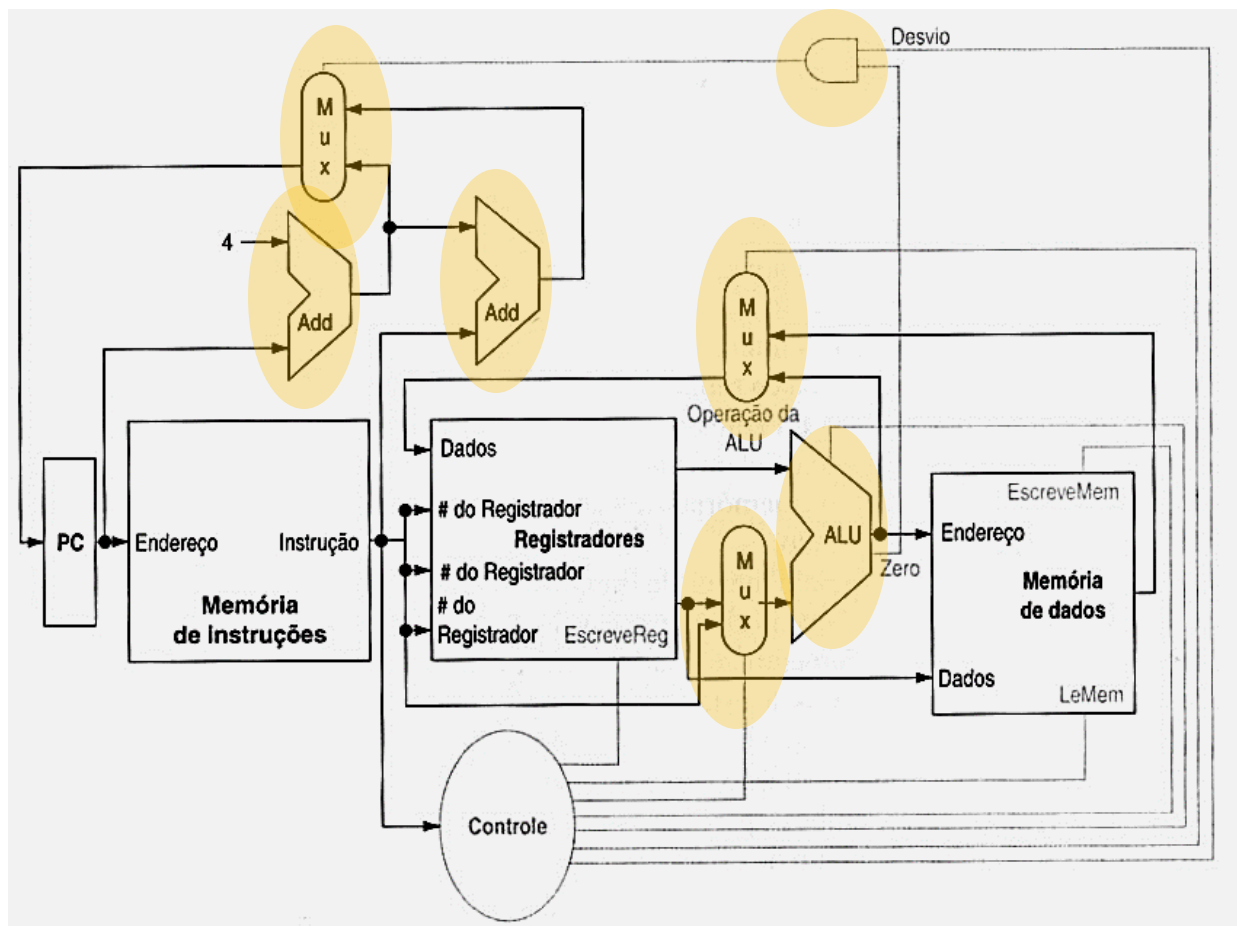 Desvio
M
u
x
4
Add
Add
M
u
x
Operação da
ALU
Dados
EscreveMem
# do Registrador
PC
Endereço
Instrução
Registradores
ALU
Endereço
M
u
x
Zero
# do Registrador
Memória
de dados
Memória
de Instruções
# do
Registrador
EscreveReg
Dados
LeMem
Controle